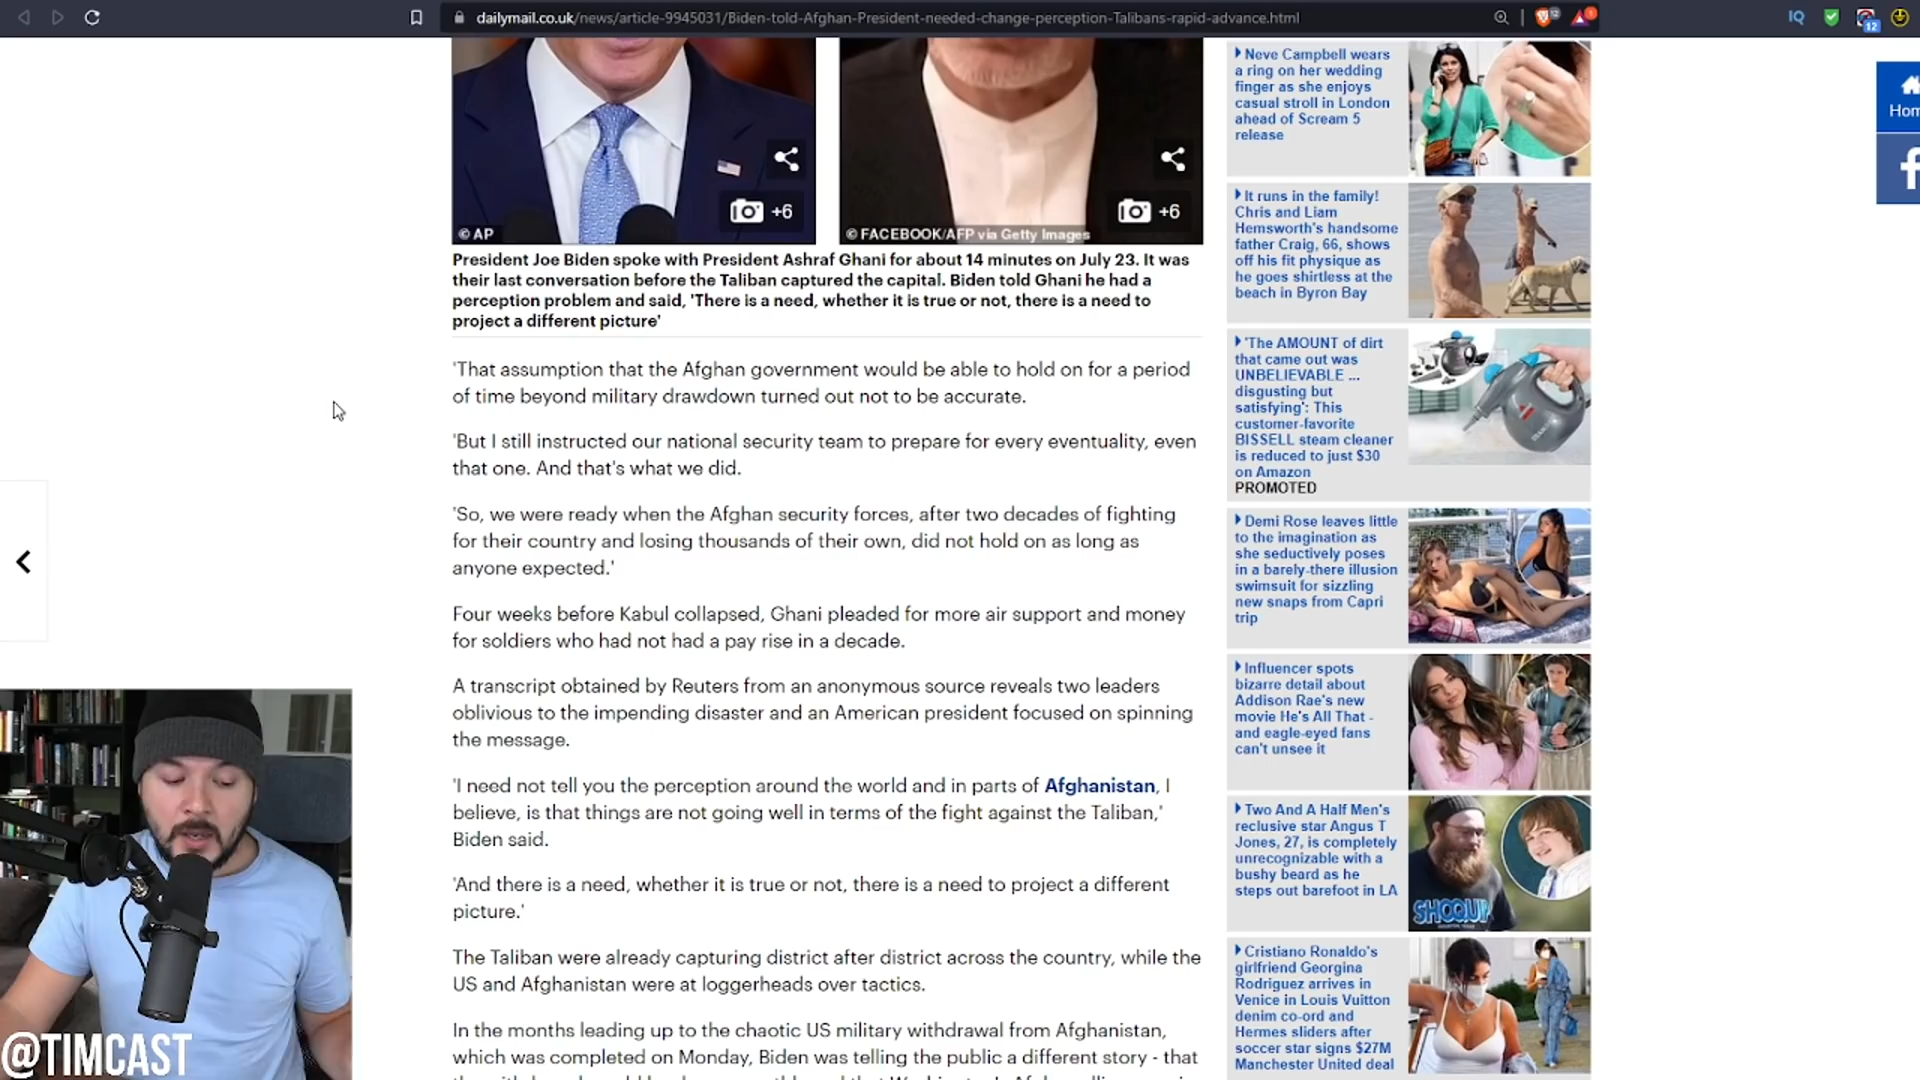 dailymail.co.uk/news/article-9945031/Biden-told-Afghan-President-needed-change-perception-Talibans-rapid-advance.html
12
1
IQ
12
+6
© AP
+6
© FACEBOOK/AFP via Getty Images
President Joe Biden spoke with President Ashraf Ghani for about 14 minutes on July 23. It was
their last conversation before the Taliban captured the capital. Biden told Ghani he had a
perception problem and said, 'There is a need, whether it is true or not, there is a need to
project a different picture'
'That assumption that the Afghan government would be able to hold on for a period
of time beyond military drawdown turned out not to be accurate.
'But I still instructed our national security team to prepare for every eventuality, even
that one. And that's what we did.
'So, we were ready when the Afghan security forces, after two decades of fighting
for their country and losing thousands of their own, did not hold on as long as
anyone expected.'
Four weeks before Kabul collapsed, Ghani pleaded for more air support and money
for soldiers who had not had a pay rise in a decade.
A transcript obtained by Reuters from an anonymous source reveals two leaders
oblivious to the impending disaster and an American president focused on spinning
the message.
'I need not tell you the perception around the world and in parts of Afghanistan, I
believe, is that things are not going well in terms of the fight against the Taliban,'
Biden said.
'And there is a need, whether it is true or not, there is a need to project a different
picture.'
The Taliban were already capturing district after district across the country, while the
US and Afghanistan were at loggerheads over tactics.
In the months leading up to the chaotic US military withdrawal from Afghanistan,
which was completed on Monday, Biden was telling the public a different story - that
Neve Campbell wears
a ring on her wedding
finger as she enjoys
casual stroll in London
ahead of Scream 5
release
It runs in the family!
Chris and Liam
Hemsworth's handsome
father Craig, 66, shows
off his fit physique as
he goes shirtless at the
beach in Byron Bay
'The AMOUNT of dirt
that came out was
UNBELIEVABLE ...
disgusting but
satisfying': This
customer-favorite
BISSELL steam cleaner
is reduced to just $30
on Amazon
PROMOTED
Demi Rose leaves little
to the imagination as
she seductively poses
in a barely-there illusion
swimsuit for sizzling
new snaps from Capri
trip
Influencer spots
bizarre detail about
Addison Rae's new
movie He's All That -
and eagle-eyed fans
can't unsee it
Two And A Half Men's
reclusive star Angus T
Jones, 27, is completely
unrecognizable with a
bushy beard as he
steps out barefoot in LA
SHOQUIP
Cristiano Ronaldo's
girlfriend Georgina
Rodriguez arrives in
Venice in Louis Vuitton
denim co-ord and
Hermes sliders after
soccer star signs $27M
Manchester United deal
Hom
@TIMCAST